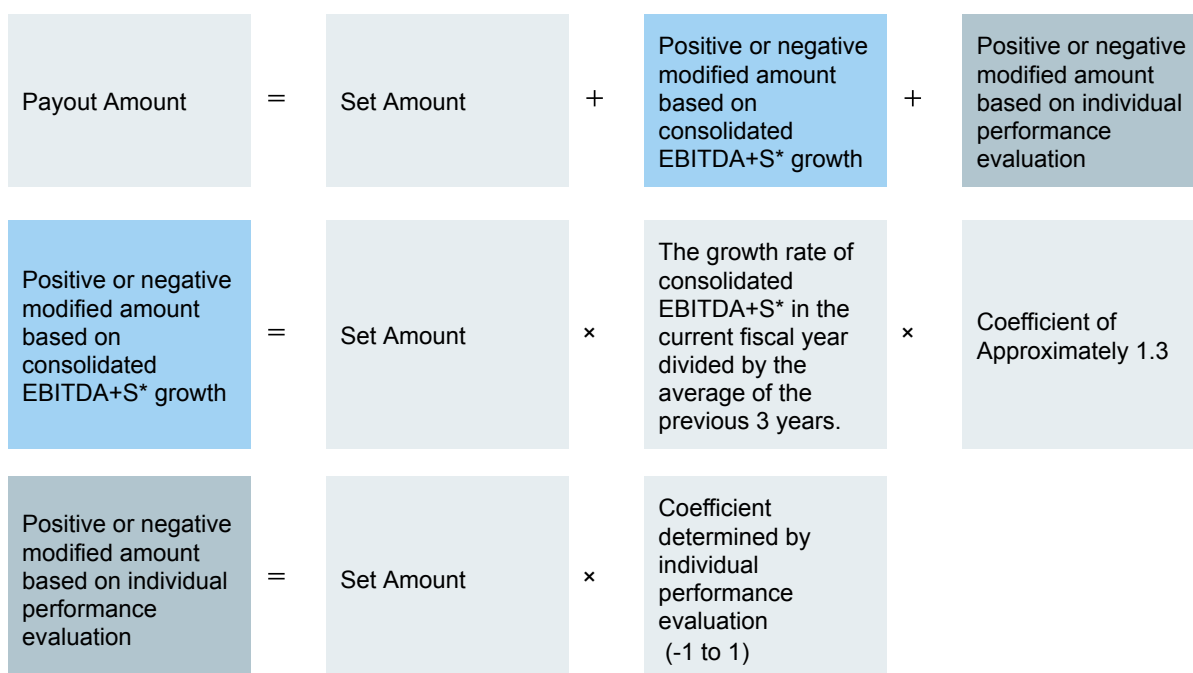 Payout Amount
=
Set Amount
+
Positive or negative
modified amount
based on
consolidated
EBITDA+S* growth
+
Positive or negative
modified amount
based on individual
performance
evaluation
Positive or negative
modified amount
based on
consolidated
EBITDA+S* growth
=
Set Amount
×
The growth rate of
consolidated
EBITDA+S* in the
current fiscal year
divided by the
average of the
previous 3 years.
×
Coefficient of
Approximately 1.3
Positive or negative
modified amount
based on individual
performance
evaluation
=
Set Amount
×
Coefficient
determined by
individual
performance
evaluation
(-1 to 1)